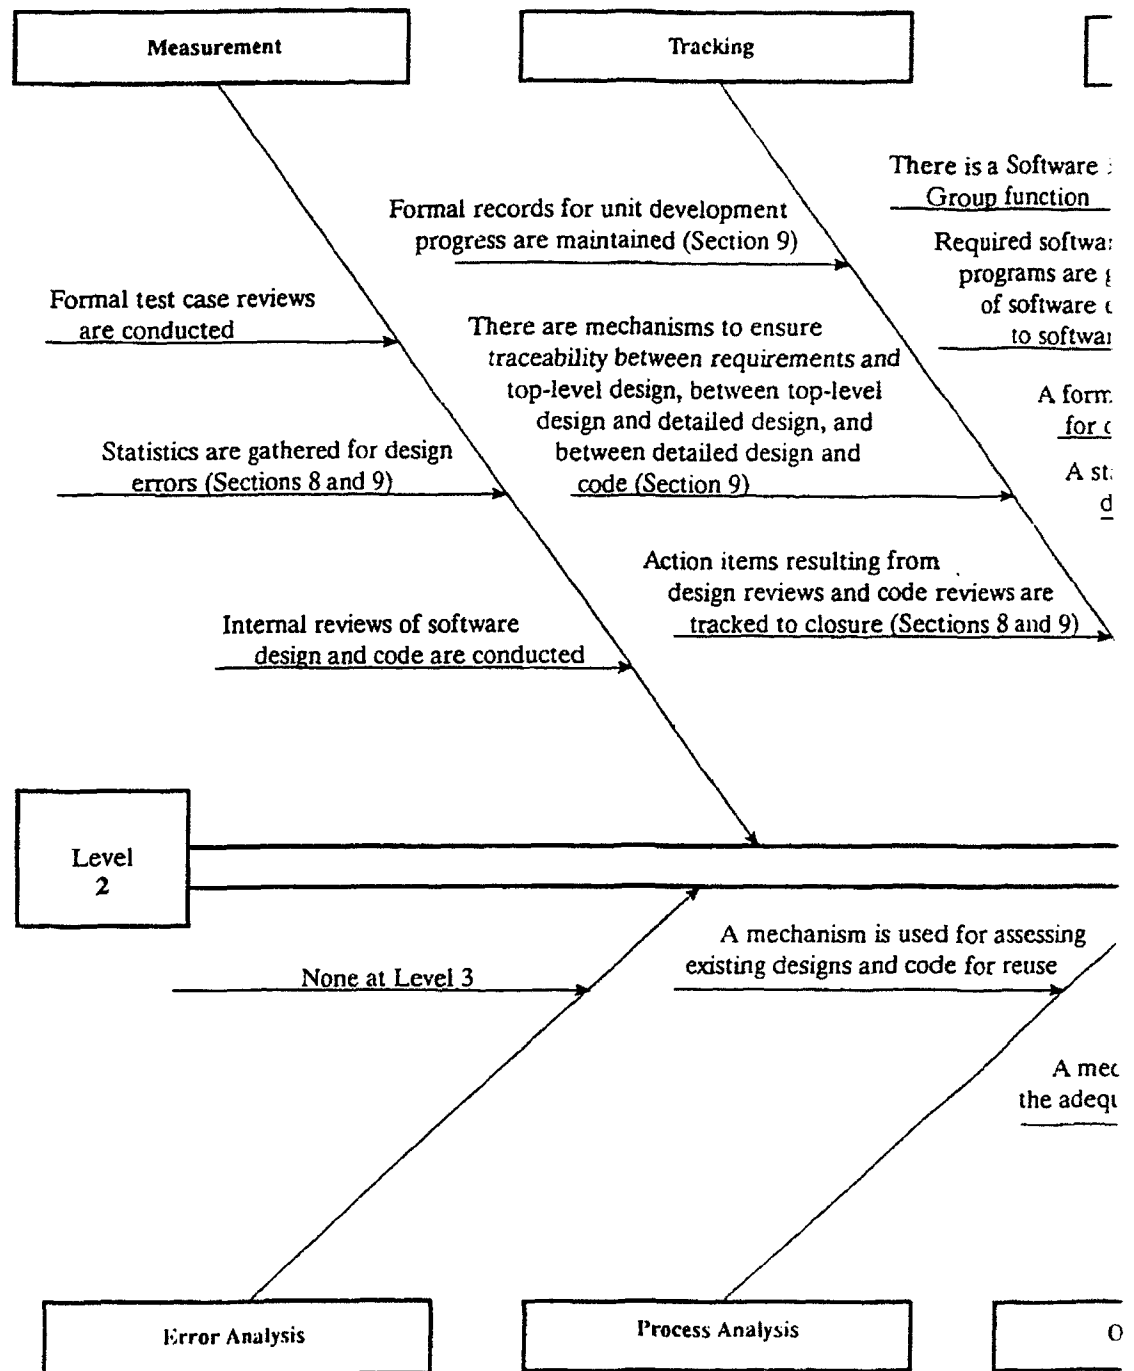 Measurement
Tracking
There is a Software
Group function
Formal records for unit development
progress are maintained (Section 9)
Required
programs are
of software
to
Formal test case reviews
are conducted
There are mechanisms to ensure
traceability between requirements and
top-level design, between top-level
design and detailed design, and
between detailed design and
code (Section 9)
A
for
Statistics are gathered for design
errors (Sections 8 and 9)
A
Action items resulting from
design reviews and code reviews are
tracked to closure (Sections 8 and 9)
Internal reviews of software
design and code are conducted
Level
2
A mechanism is used for assessing
existing designs and code for reuse
None at Level 3
A
the
Error Analysis
Process Analysis